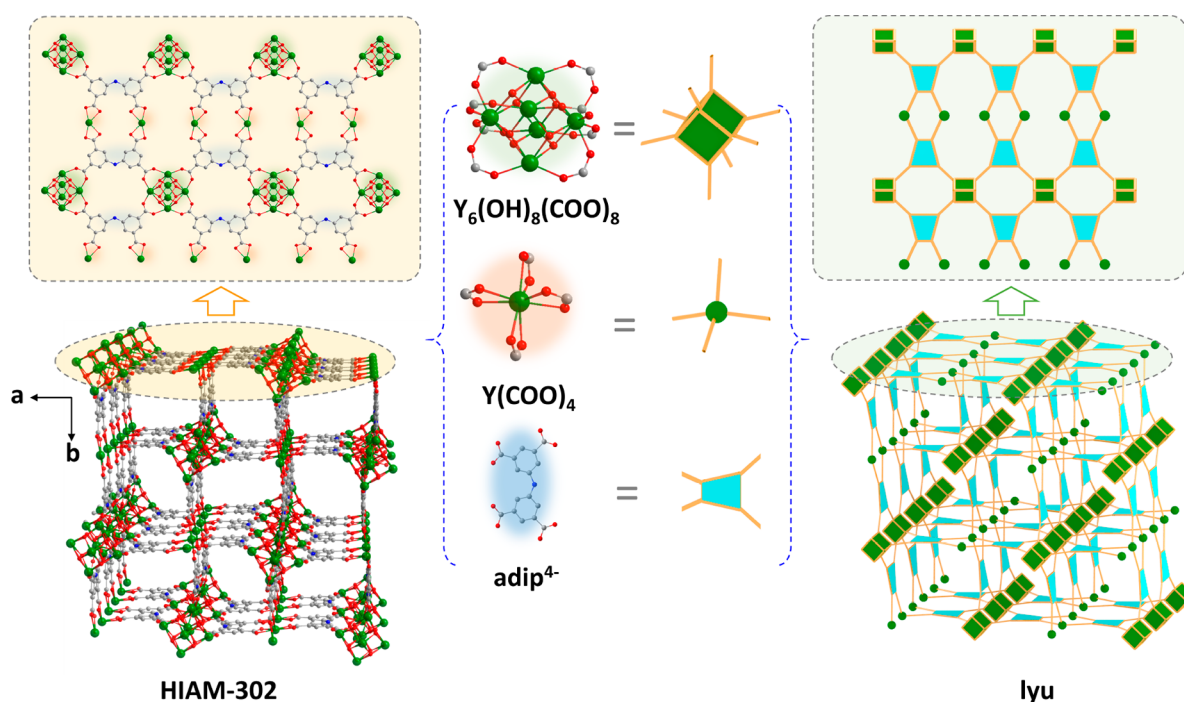 Y₆(OH)₈(COO)₈
=
Y(COO)₄
=
adip⁴⁻
=
a
b
HIAM-302
lyu